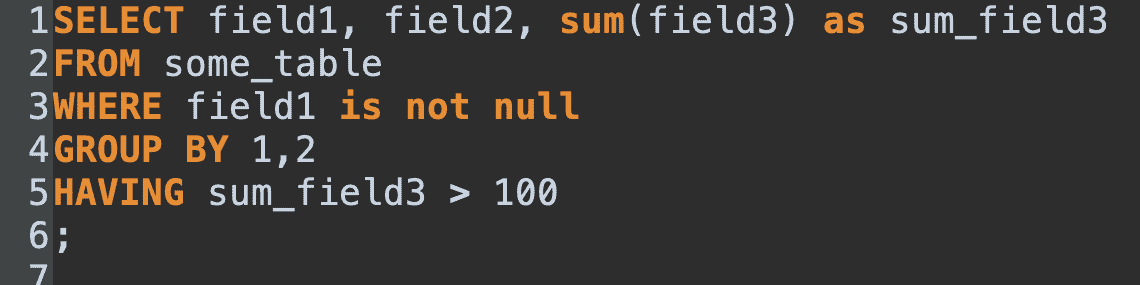 1SELECT field1, field2, sum(field3) as sum_field3
2FROM some_table
3WHERE field1 is not null
4GROUP BY 1,2
5HAVING sum_field3 > 100
6;
7